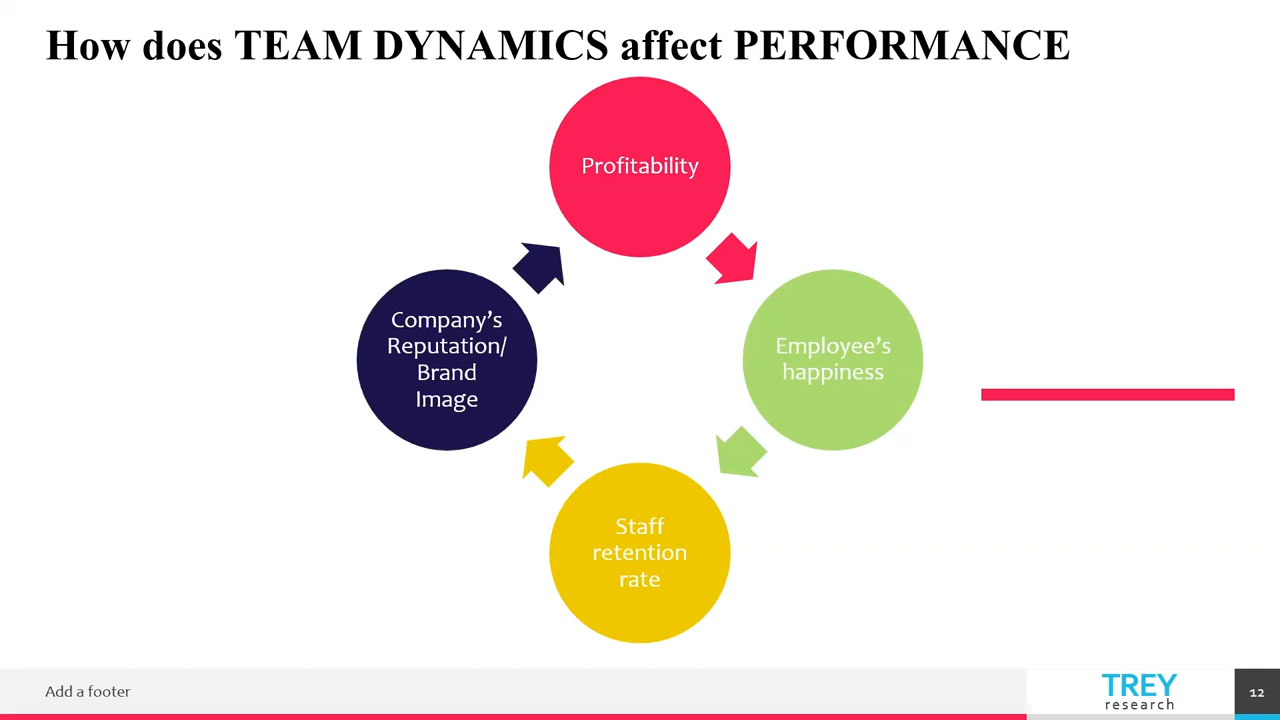 How does TEAM DYNAMICS affect PERFORMANCE
Profitability
Company’s
Reputation/
Brand
Image
Employee’s
happiness
Staff
retention
rate
Add a footer
TREY
research
12